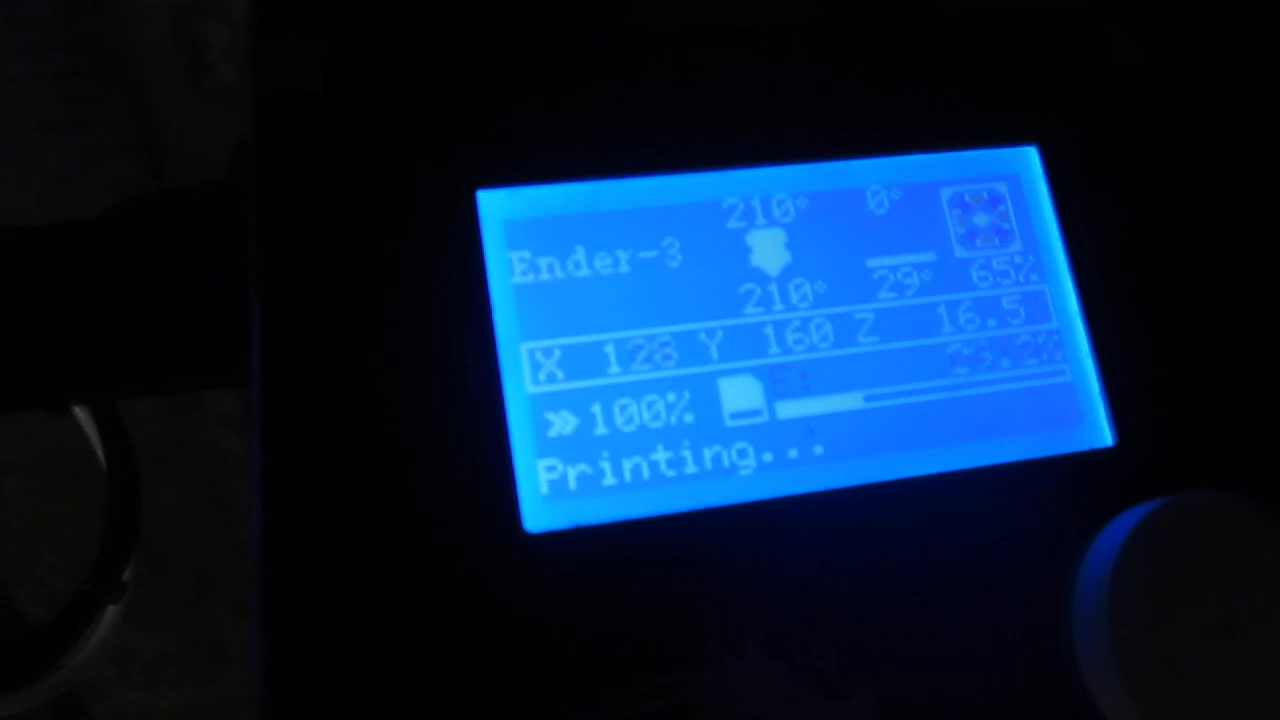 210° 0°
Ender-3
210° 29° 65%
X 128 Y 160 Z 16.5
»100%
Printing...